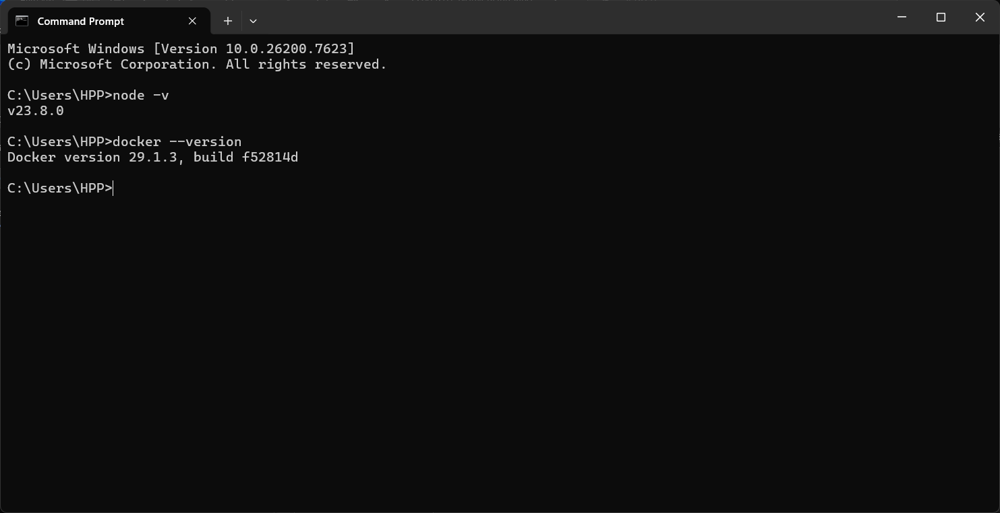 Command Prompt
Microsoft Windows [Version 10.0.26200.7623]
(c) Microsoft Corporation. All rights reserved.
C:\Users\HPP>node -v
v23.8.0
C:\Users\HPP>docker --version
Docker version 29.1.3, build f52814d
C:\Users\HPP>